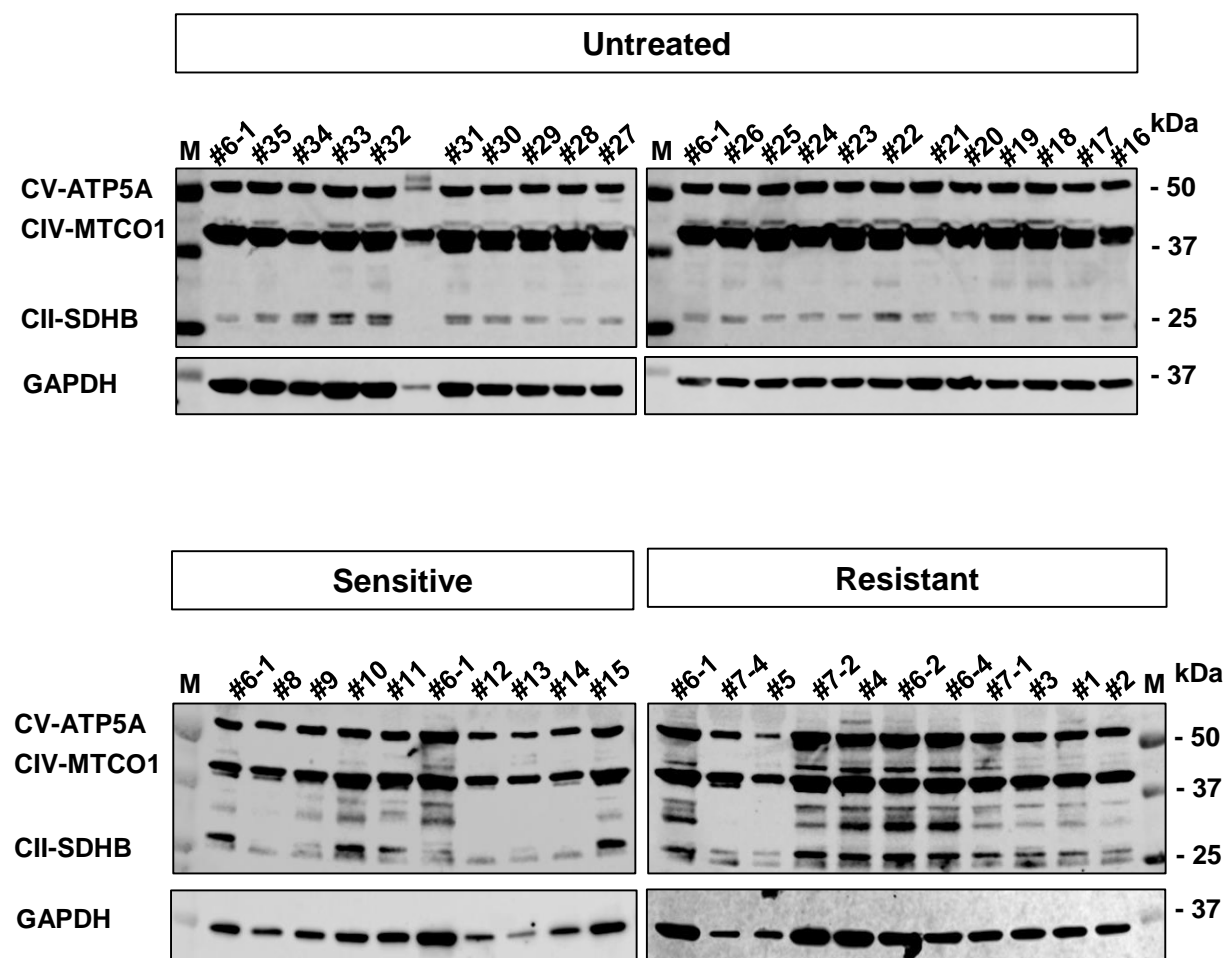 Untreated
M #6-1 #35 #34 #33 #32 #31 #30 #29 #28 #27 M #6-1 #26 #25 #24 #23 #22 #21 #20 #19 #18 #17 #16 kDa
CV-ATP5A - 50
CIV-MTCO1 - 37
CII-SDHB - 25
GAPDH - 37
Sensitive Resistant
M #6-1 #8 #9 #10 #11 #6-1 #12 #13 #14 #15 #6-1 #7-4 #5 #7-2 #4 #6-2 #6-4 #7-1 #3 #1 #2 M kDa
CV-ATP5A - 50
CIV-MTCO1 - 37
CII-SDHB - 25
GAPDH - 37